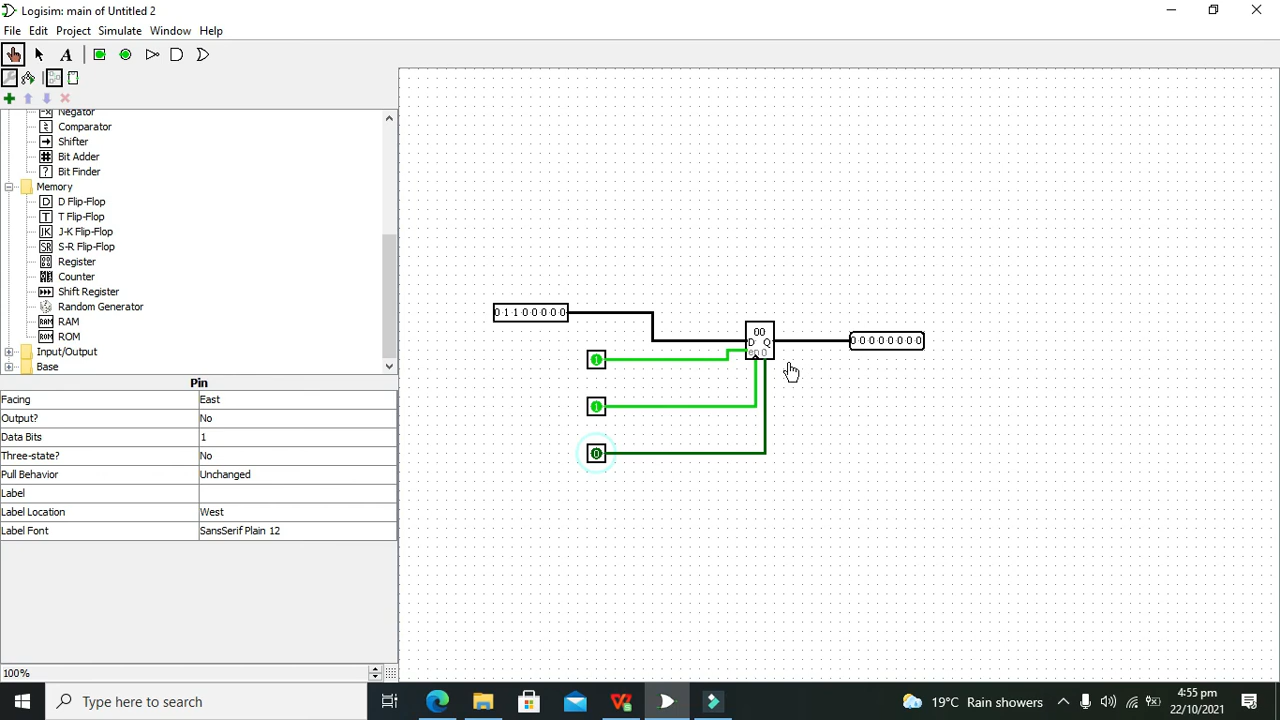 Logisim: main of Untitled 2
File Edit Project Simulate Window Help
Negator
Comparator
Shifter
Bit Adder
Bit Finder
Memory
D Flip-Flop
T Flip-Flop
J-K Flip-Flop
S-R Flip-Flop
Register
Counter
Shift Register
Random Generator
RAM RAM
ROM ROM
Input/Output
Base
Pin
Facing East
Output? No
Data Bits 1
Three-state? No
Pull Behavior Unchanged
Label
Label Location West
Label Font SansSerif Plain 12
100%
0 1 1 0 0 0 0 0
00
D Q
en 0
0 0 0 0 0 0 0 0
1
1
0
Type here to search
19°C Rain showers
4:55 pm
22/10/2021